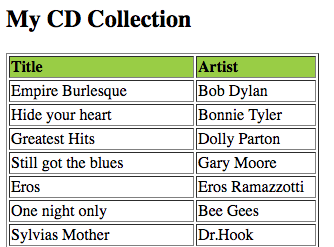 My CD Collection
Title Artist
Empire Burlesque Bob Dylan
Hide your heart Bonnie Tyler
Greatest Hits Dolly Parton
Still got the blues Gary Moore
Eros Eros Ramazzotti
One night only Bee Gees
Sylvias Mother Dr.Hook